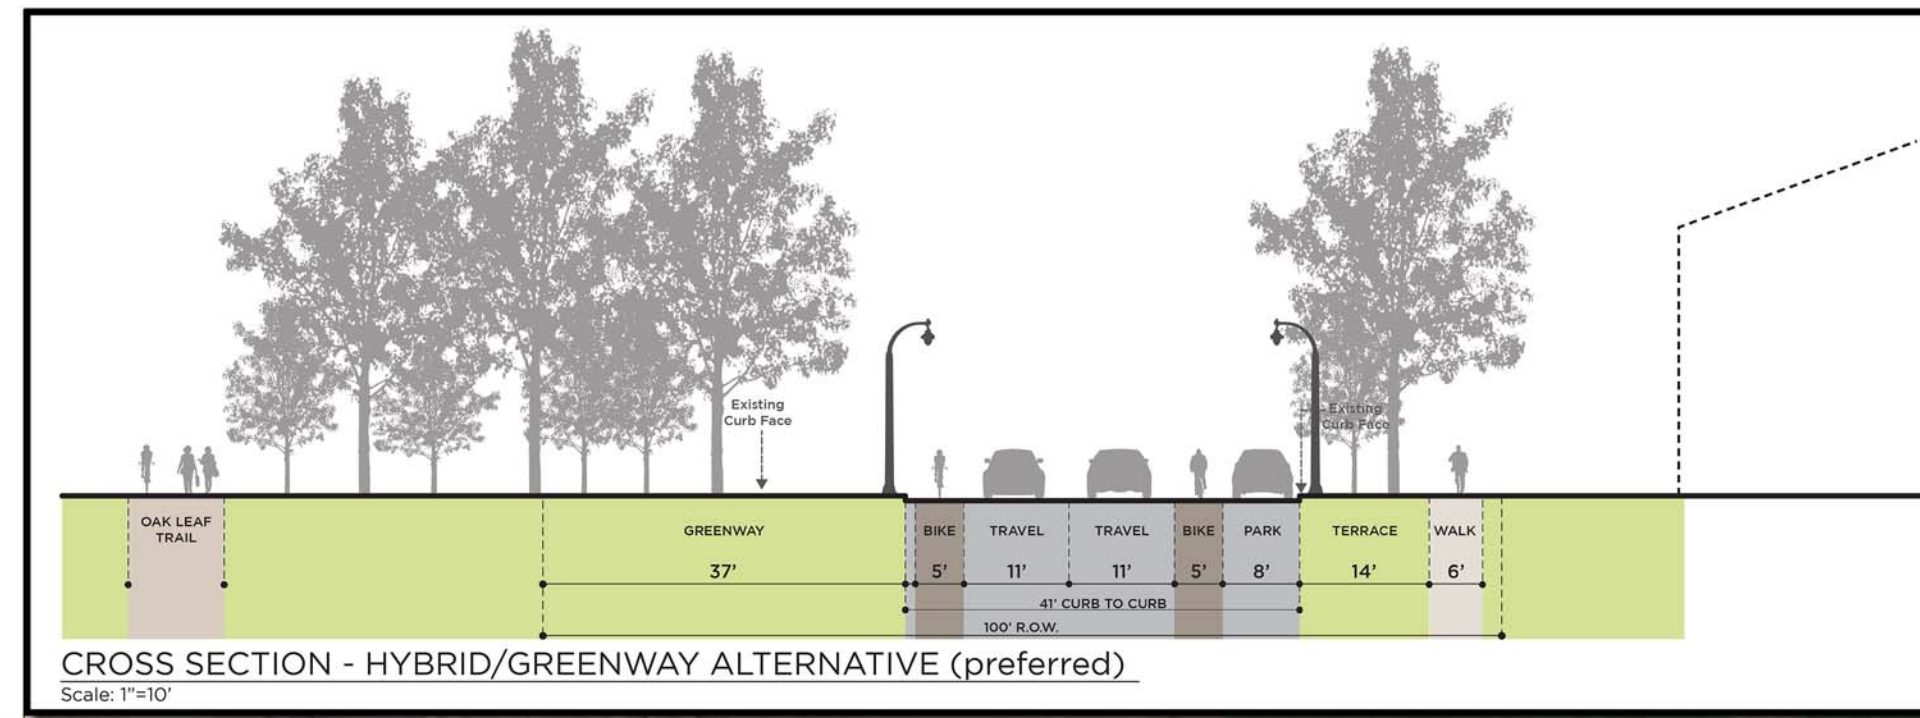 Existing
Curb Face
Existing
Curb Face
OAK LEAF
TRAIL
GREENWAY
BIKE
TRAVEL
TRAVEL
BIKE
PARK
TERRACE
WALK
37’
5’
11’
11’
5’
8’
14’
6’
41’ CURB TO CURB
100’ R.O.W.
CROSS SECTION - HYBRID/GREENWAY ALTERNATIVE (preferred)
Scale: 1”=10’